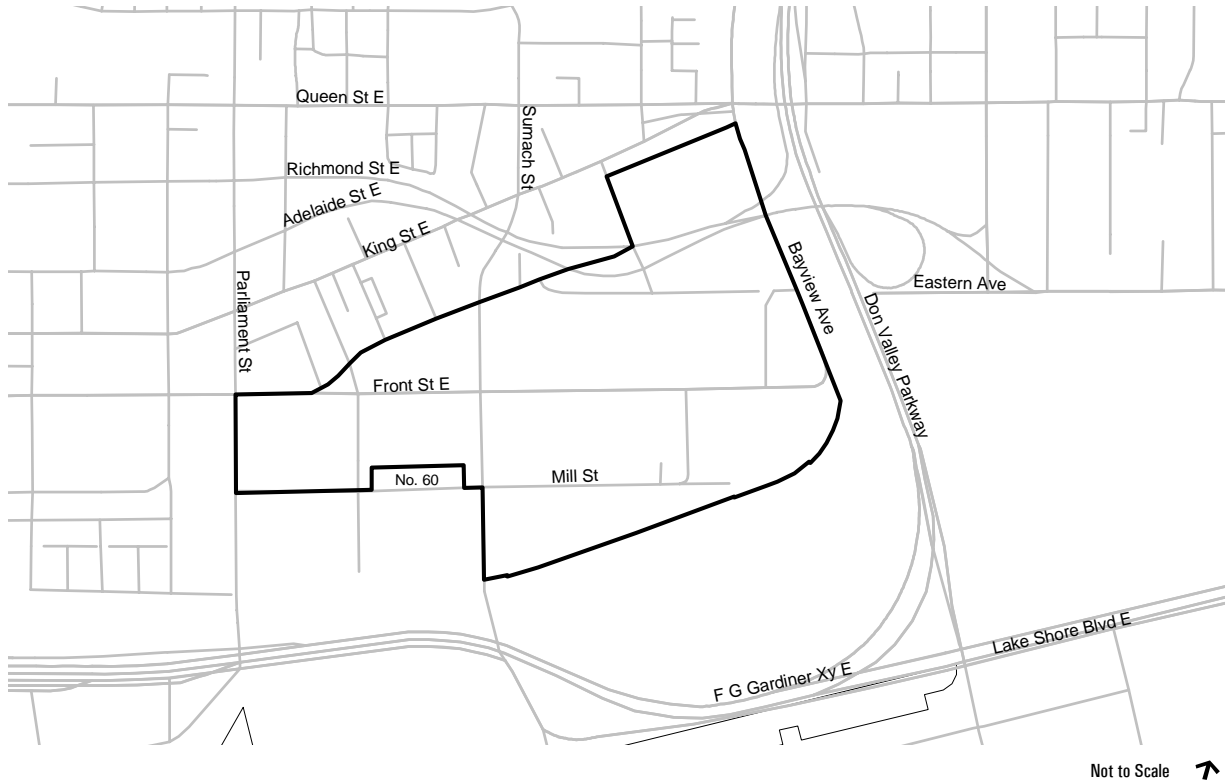 Queen St E
Sumach St
Richmond St E
Adelaide St E
King St E
Parliament St
Bayview Ave
Eastern Ave
Don Valley Parkway
Front St E
No. 60
Mill St
Lake Shore Blvd E
F G Gardiner Xy E
Not to Scale